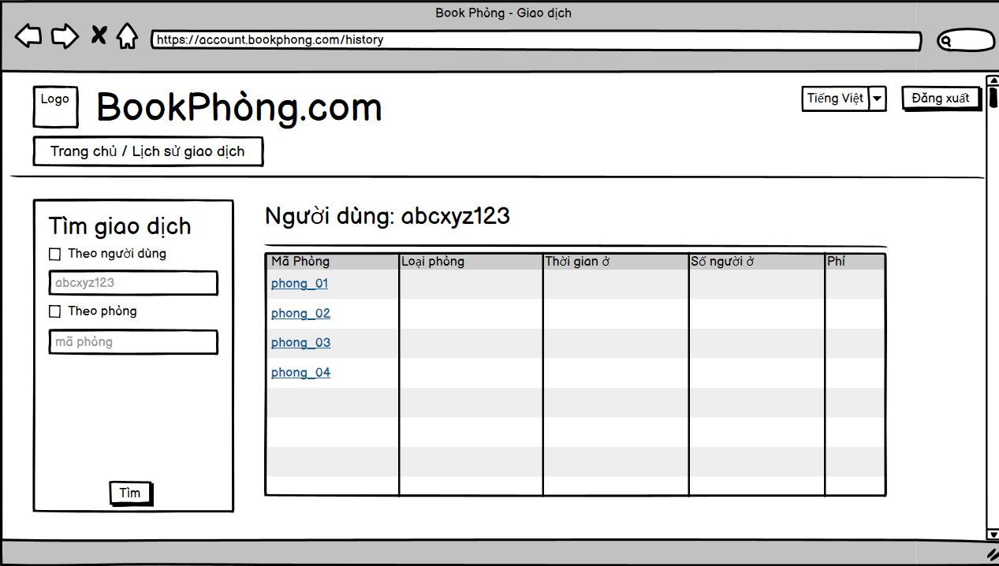 Book Phòng - Giao dịch
https://account.bookphong.com/history
Logo
BookPhòng.com
Tiếng Việt
Đăng xuất
Trang chủ / Lịch sử giao dịch
Tìm giao dịch
Theo người dùng
abcxyz123
Theo phòng
mã phòng
Tìm
Người dùng: abcxyz123
Mã Phòng Loại phòng Thời gian ở Số người ở Phí
phong_01
phong_02
phong_03
phong_04